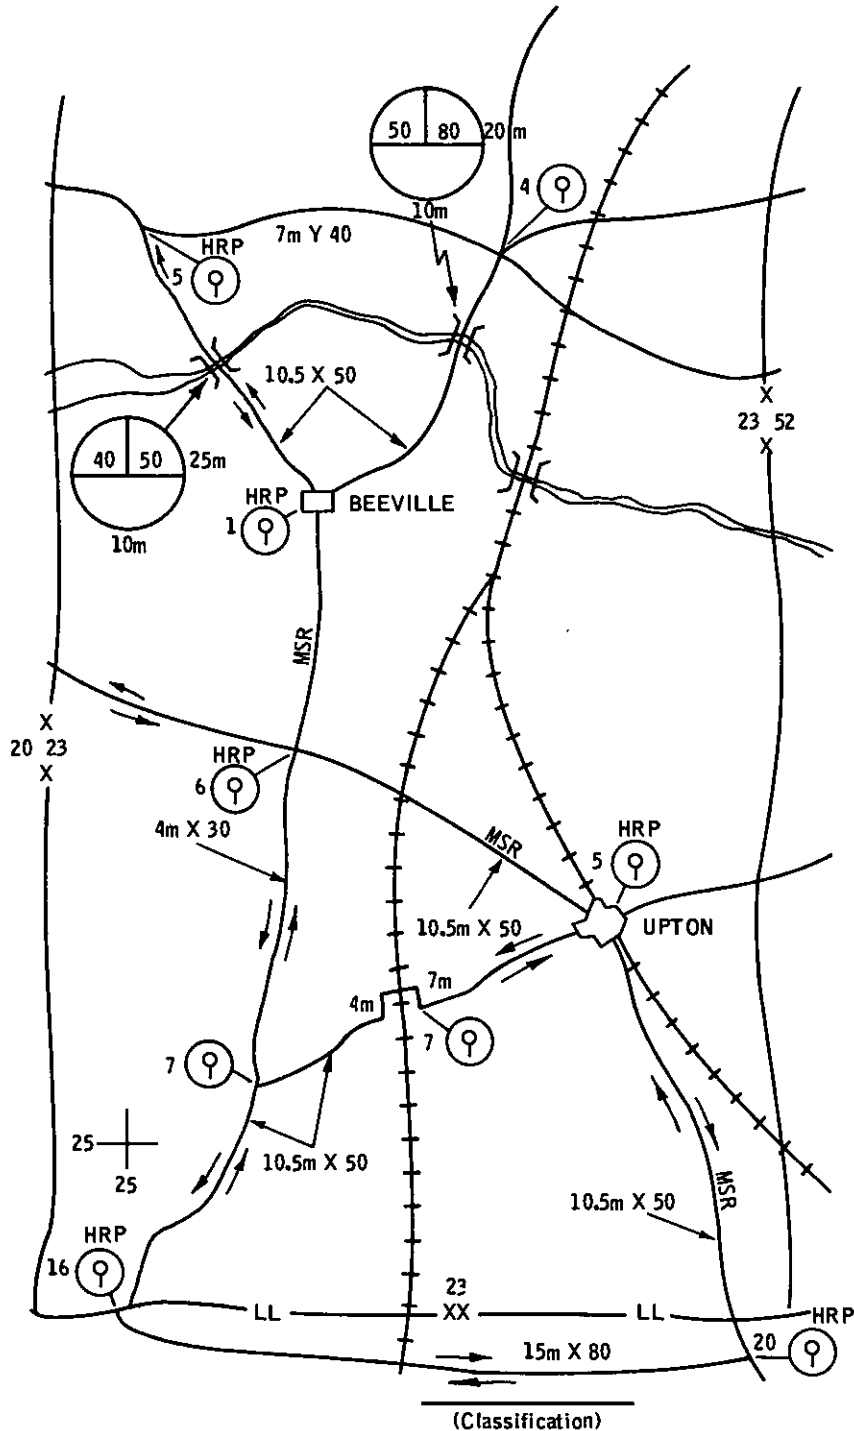 50 80 20 m
10m
4
7m Y 40
HRP
5
10.5 X 50
X
23 52
X
40 50 25m
10m
HRP
1
BEEVILLE
MSR
X
20 23
X
HRP
6
4m X 30
MSR
HRP
5
10.5m X 50
UPTON
7m
4m
7
7
25
25
10.5m X 50
MSR
10.5m X 50
HRP
16
23
LL XX LL
HRP
20
15m X 80
(Classification)